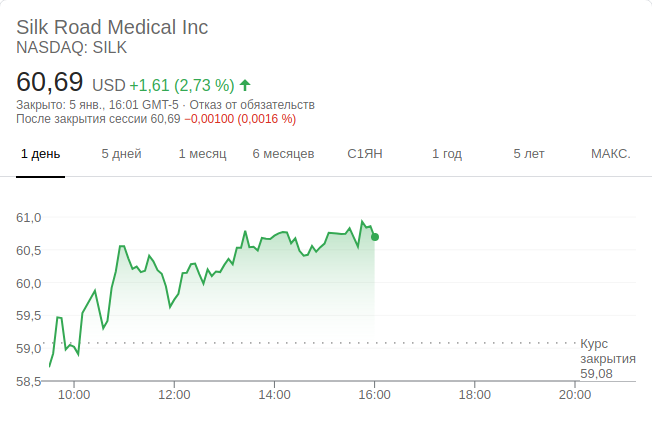 Silk Road Medical Inc
NASDAQ: SILK
60,69 USD +1,61 (2,73 %)
Закрыто: 5 янв., 16:01 GMT-5 · Отказ от обязательств
После закрытия сессии 60,69 −0,00100 (0,0016 %)
1 день 5 дней 1 месяц 6 месяцев С1ЯН 1 год 5 лет МАКС.
61,0
60,5
60,0
59,5
59,0
58,5
Курс
закрытия
59,08
10:00 12:00 14:00 16:00 18:00 20:00